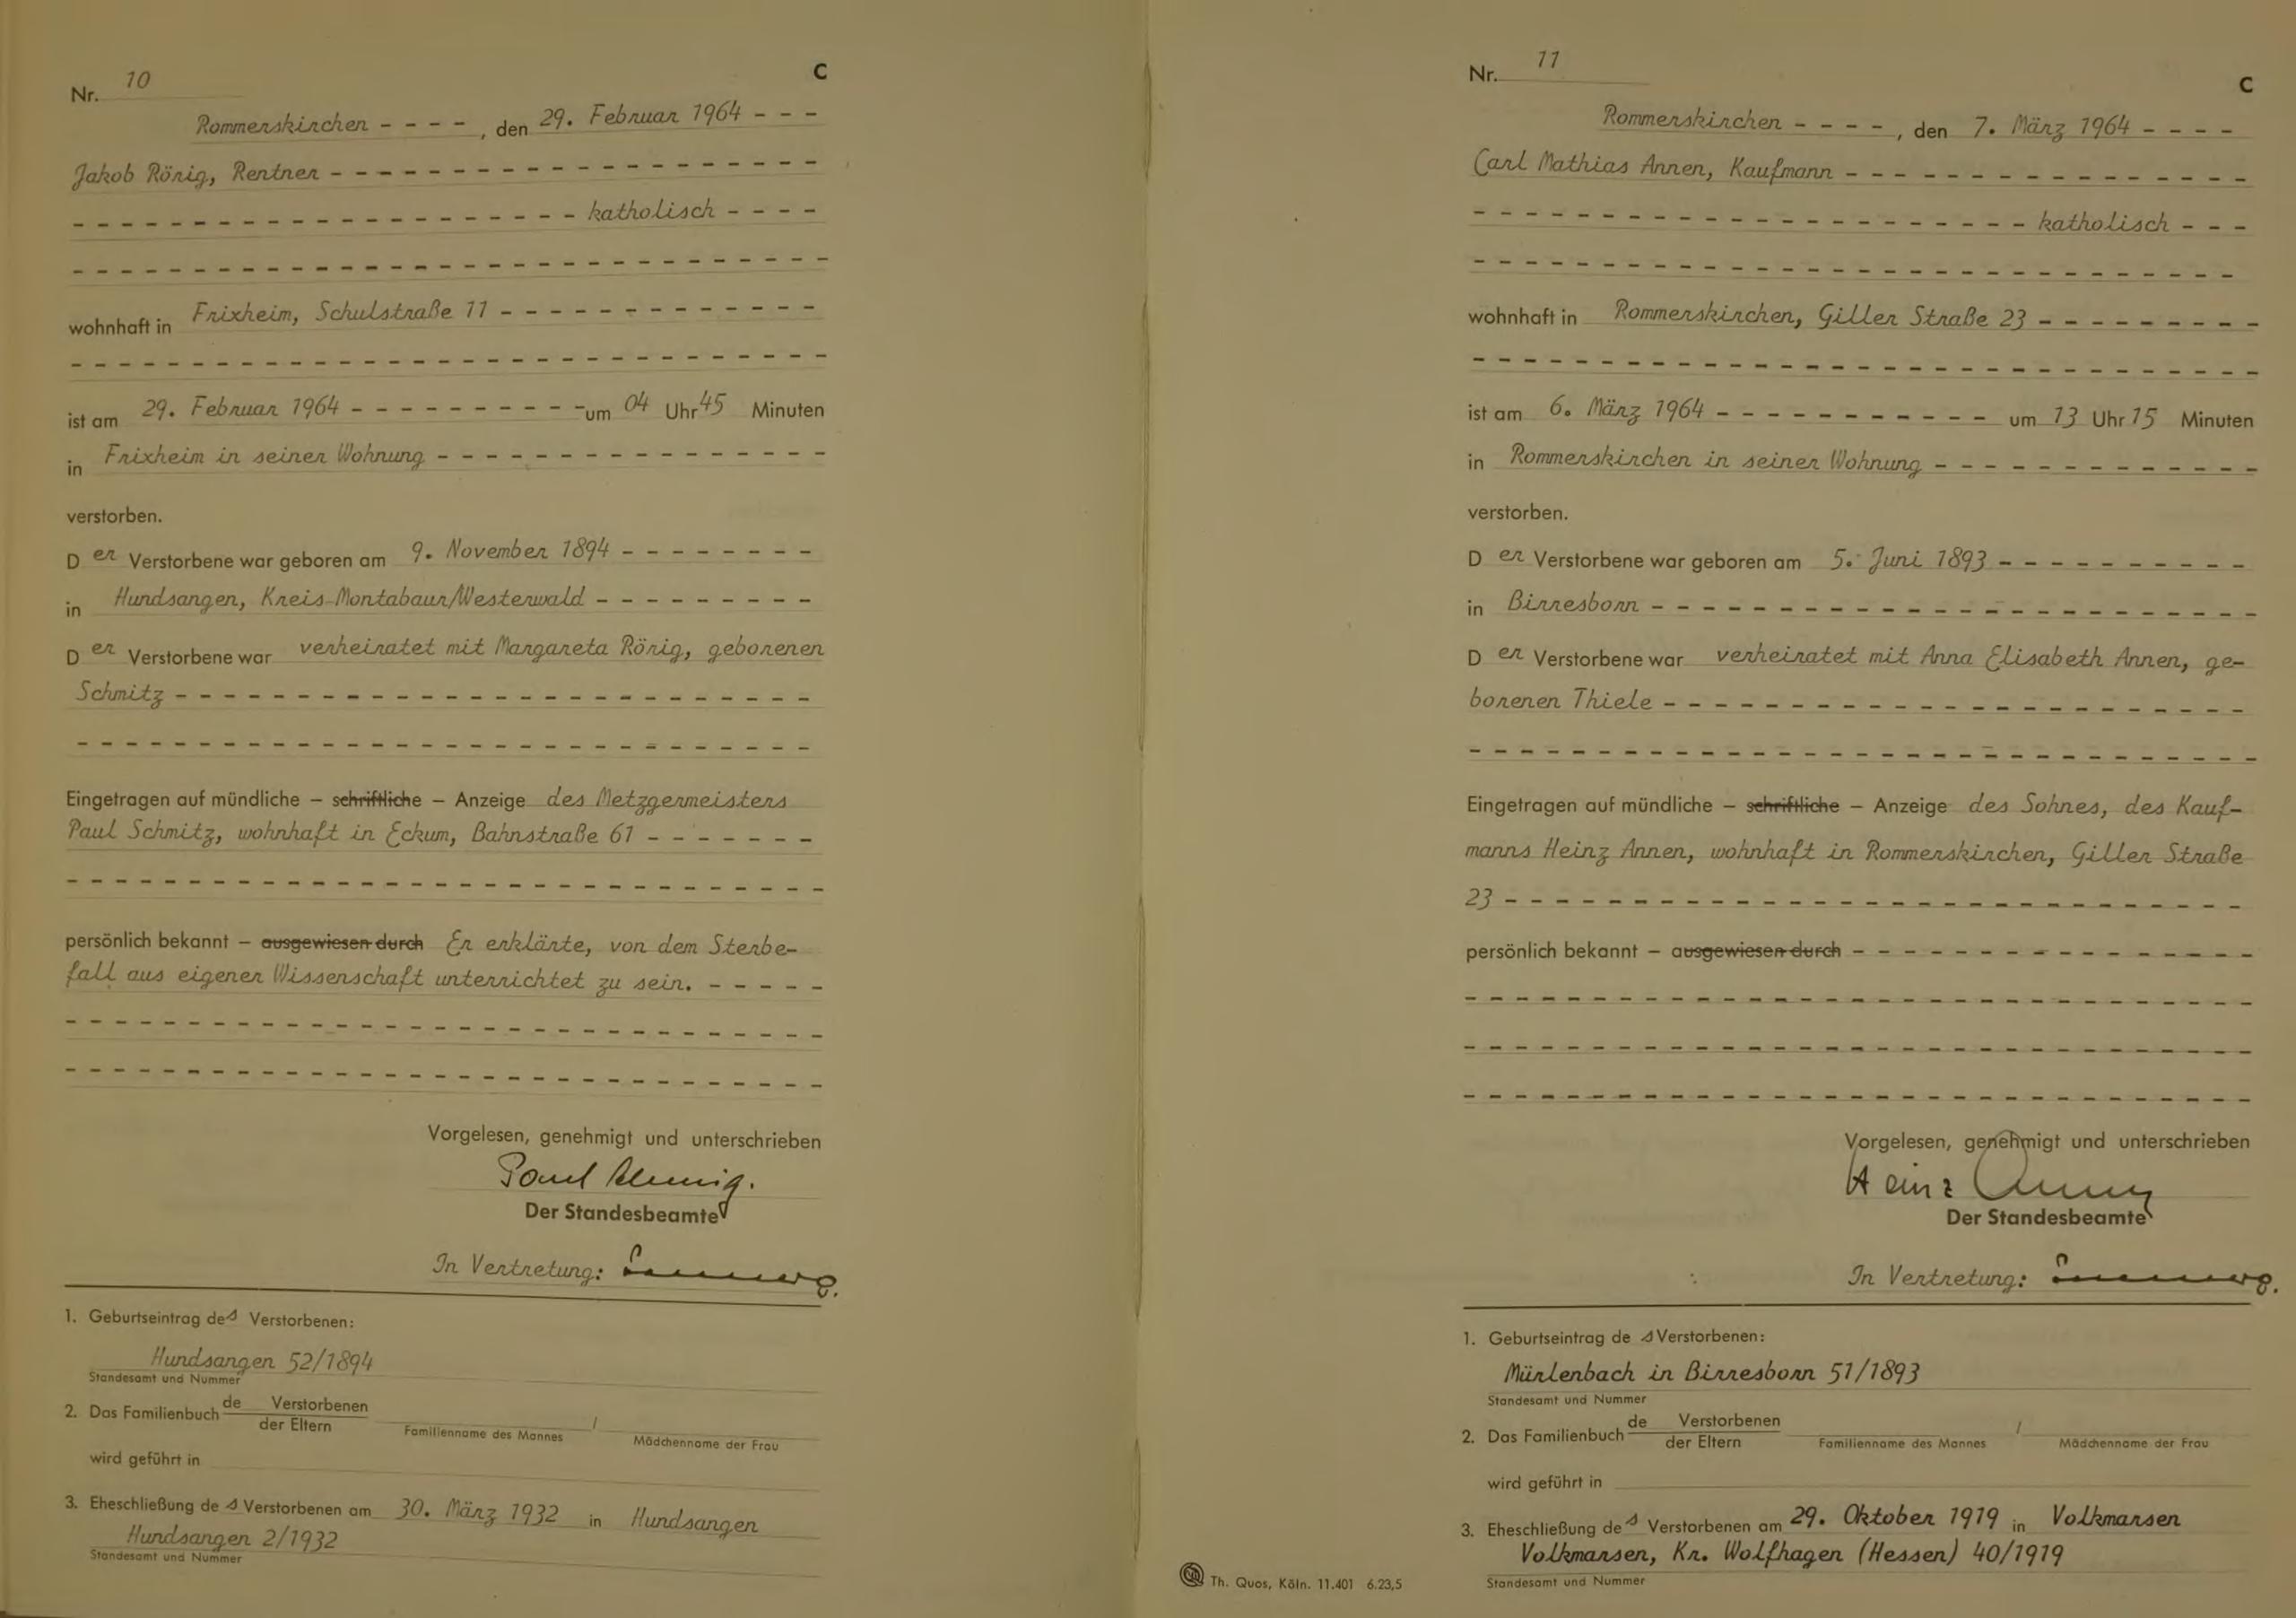 Nr. 10
C
Rommerskirchen - - - - , den 29. Februar 1964 - - -
Jakob Rörig, Rentner - - - - - - - - - - - - - - - - - - - - -
- - - - - - - - - - - - - - - - - - - - - katholisch - - - -
- - - - - - - - - - - - - - - - - - - - - - - - - - - - - - -
wohnhaft in Frixheim, Schulstraße 11 - - - - - - - - - - - - -
- - - - - - - - - - - - - - - - - - - - - - - - - - - - - - -
ist am 29. Februar 1964 - - - - - - - - - - um 04 Uhr 45 Minuten
in Frixheim in seiner Wohnung - - - - - - - - - - - - - - - -
verstorben.
D er Verstorbene war geboren am 9. November 1894 - - - - - - - -
in Hundsangen, Kreis Montabaur/Westerwald - - - - - - - - -
D er Verstorbene war verheiratet mit Margareta Rörig, geborenen
Schmitz - - - - - - - - - - - - - - - - - - - - - - - - - -
- - - - - - - - - - - - - - - - - - - - - - - - - - - - - -
Eingetragen auf mündliche – schriftliche – Anzeige des Metzgermeisters
Paul Schmitz, wohnhaft in Eckum, Bahnstraße 61 - - - - - - -
- - - - - - - - - - - - - - - - - - - - - - - - - - - - - - -
persönlich bekannt – ausgewiesen durch Er erklärte, von dem Sterbe-
fall aus eigener Wissenschaft unterrichtet zu sein. - - - - -
- - - - - - - - - - - - - - - - - - - - - - - - - - - - - - -
- - - - - - - - - - - - - - - - - - - - - - - - - - - - - - -
Vorgelesen, genehmigt und unterschrieben
Paul
Der Standesbeamte
In Vertretung:
1. Geburtseintrag des Verstorbenen:
Hundsangen 52/1894
Standesamt und Nummer
2. Das Familienbuch de Verstorbenen
der Eltern
Familienname des Mannes / Mädchenname der Frau
wird geführt in
3. Eheschließung des Verstorbenen am 30. März 1932 in Hundsangen
Hundsangen 2/1932
Standesamt und Nummer
Nr. 11
C
Rommerskirchen - - - - , den 7. März 1964 - - - -
Carl Mathias Annen, Kaufmann - - - - - - - - - - - - - - - -
- - - - - - - - - - - - - - - - - - - - - - katholisch - - -
- - - - - - - - - - - - - - - - - - - - - - - - - - - - - - -
wohnhaft in Rommerskirchen, Giller Straße 23 - - - - - - - - -
- - - - - - - - - - - - - - - - - - - - - - - - - - - - - - -
ist am 6. März 1964 - - - - - - - - - - - - um 13 Uhr 15 Minuten
in Rommerskirchen in seiner Wohnung - - - - - - - - - - - - -
verstorben.
D er Verstorbene war geboren am 5. Juni 1893 - - - - - - - - - -
in Birresborn - - - - - - - - - - - - - - - - - - - - - - - -
D er Verstorbene war verheiratet mit Anna Elisabeth Annen, ge-
borenen Thiele - - - - - - - - - - - - - - - - - - - - - - -
- - - - - - - - - - - - - - - - - - - - - - - - - - - - - - -
Eingetragen auf mündliche – schriftliche – Anzeige des Sohnes, des Kauf-
manns Heinz Annen, wohnhaft in Rommerskirchen, Giller Straße
23 - - - - - - - - - - - - - - - - - - - - - - - - - - - - -
persönlich bekannt – ausgewiesen durch - - - - - - - - - - - - - - - -
- - - - - - - - - - - - - - - - - - - - - - - - - - - - - - -
- - - - - - - - - - - - - - - - - - - - - - - - - - - - - - -
- - - - - - - - - - - - - - - - - - - - - - - - - - - - - - -
Vorgelesen, genehmigt und unterschrieben
Heinz Annen
Der Standesbeamte
In Vertretung:
1. Geburtseintrag des Verstorbenen:
Mürlenbach in Birresborn 51/1893
Standesamt und Nummer
2. Das Familienbuch de Verstorbenen
der Eltern
Familienname des Mannes / Mädchenname der Frau
wird geführt in
3. Eheschließung des Verstorbenen am 29. Oktober 1919 in Volkmarsen
Volkmarsen, Kr. Wolfhagen (Hessen) 40/1919
Standesamt und Nummer
Th. Quos, Köln. 11.401 6.23,5